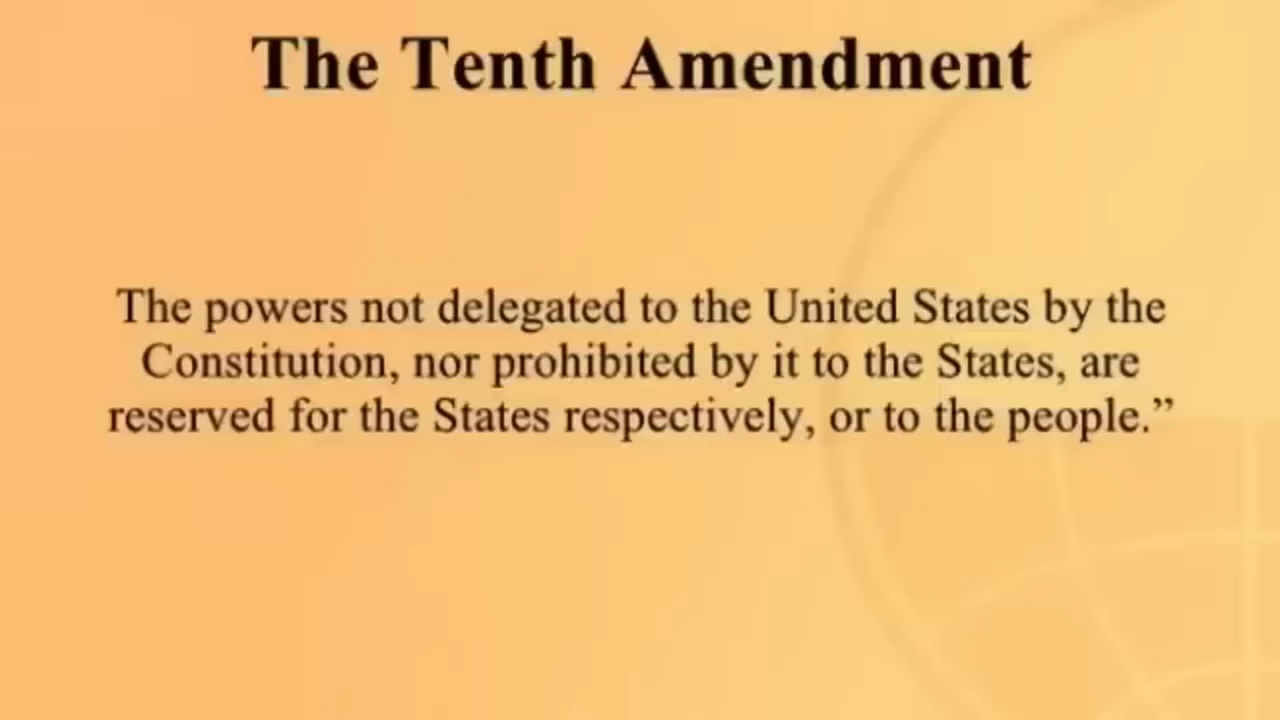 The Tenth Amendment
The powers not delegated to the United States by the
Constitution, nor prohibited by it to the States, are
reserved for the States respectively, or to the people.”